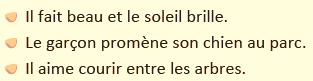 Il fait beau et le soleil brille.
Le garçon promène son chien au parc.
Il aime courir entre les arbres.